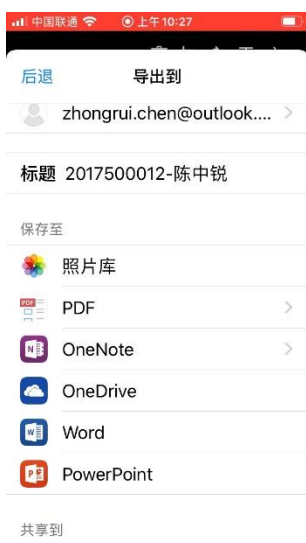 中国联通 上午10:27
后退 导出到
zhongrui.chen@outlook....
标题 2017500012-陈中锐
保存至
照片库
PDF
PDF
OneNote
OneDrive
Word
PowerPoint
共享到